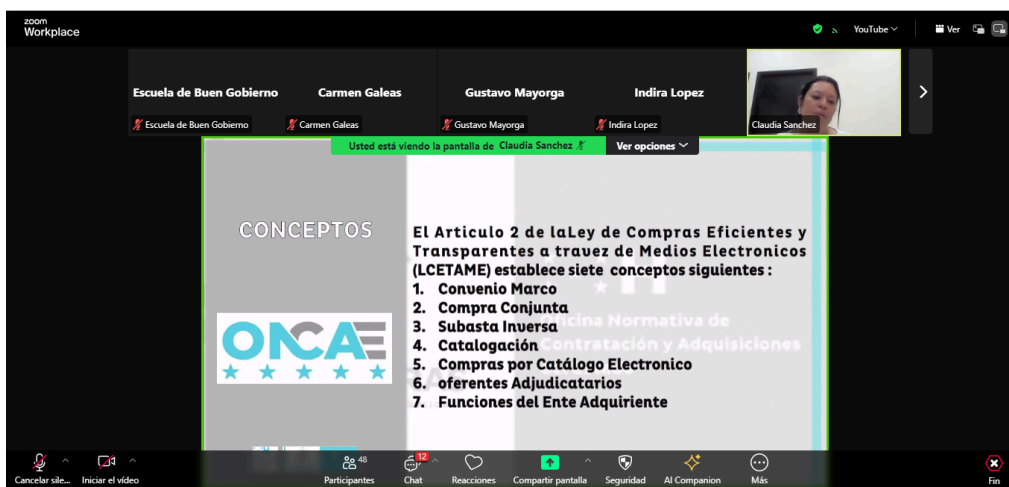 zoom
Workplace
YouTube
Ver
Escuela de Buen Gobierno
Carmen Galeas
Gustavo Mayorga
Indira Lopez
Escuela de Buen Gobierno
Carmen Galeas
Gustavo Mayorga
Indira Lopez
Claudia Sanchez
Usted está viendo la pantalla de Claudia Sanchez
Ver opciones
CONCEPTOS
ONCAE
El Articulo 2 de laLey de Compras Eficientes y
Transparentes a travez de Medios Electronicos
(LCETAME) establece siete conceptos siguientes :
1. Convenio Marco
2. Compra Conjunta
3. Subasta Inversa
4. Catalogación
5. Compras por Catálogo Electronico
6. oferentes Adjudicatarios
7. Funciones del Ente Adquiriente
Oficina Normativa de
Contratación y Adquisiciones
Cancelar sile...
Iniciar el vídeo
48
Participantes
12
Chat
Reacciones
Compartir pantalla
Seguridad
AI Companion
Más
Fin